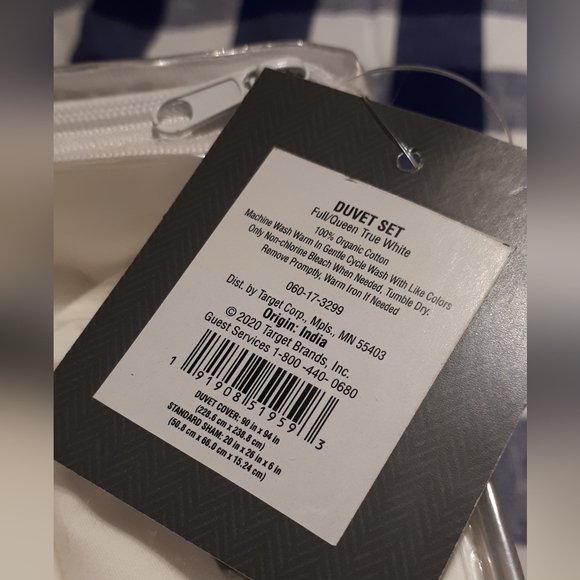 DUVET SET
Full/Queen True White
100% Organic Cotton
Machine Wash Warm In Gentle Cycle Wash With Like Colors
Only Non-chlorine Bleach When Needed, Tumble Dry.
Remove Promptly, Warm Iron If Needed
060-17-3299
Dist. by Target Corp., Mpls, MN 55403
Origin: India
© 2020 Target Brands, Inc.
Guest Services 1-800 -440- 0680
1 91908 51959 3
DUVET COVER: 90 in x 94 in
(228.6 cm x 238.8 cm)
STANDARD SHAM: 20 in x 26 in x 6 in
(50.8 cm x 66.0 cm x 15.24 cm)